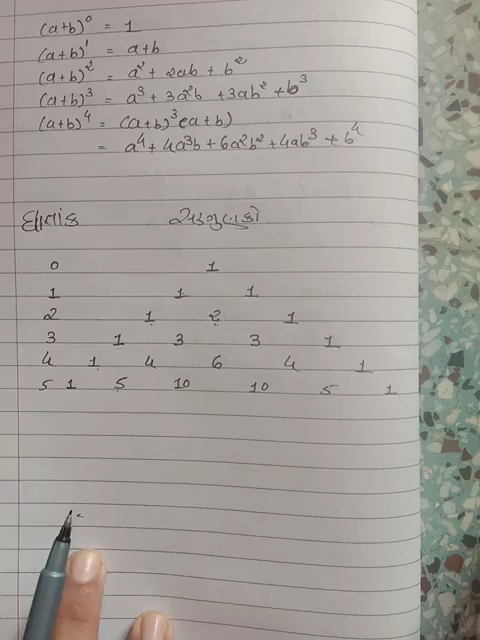 (a+b)⁰ = 1
(a+b)¹ = a+b
(a+b)² = a² + 2ab + b²
(a+b)³ = a³ + 3a²b + 3ab² + b³
(a+b)⁴ = (a+b)³ (a+b)
= a⁴ + 4a³b + 6a²b² + 4ab³ + b⁴
ઘાતાંક સહગુણકો
0 1
1 1 1
2 1 2 1
3 1 3 3 1
4 1 4 6 4 1
5 1 5 10 10 5 1